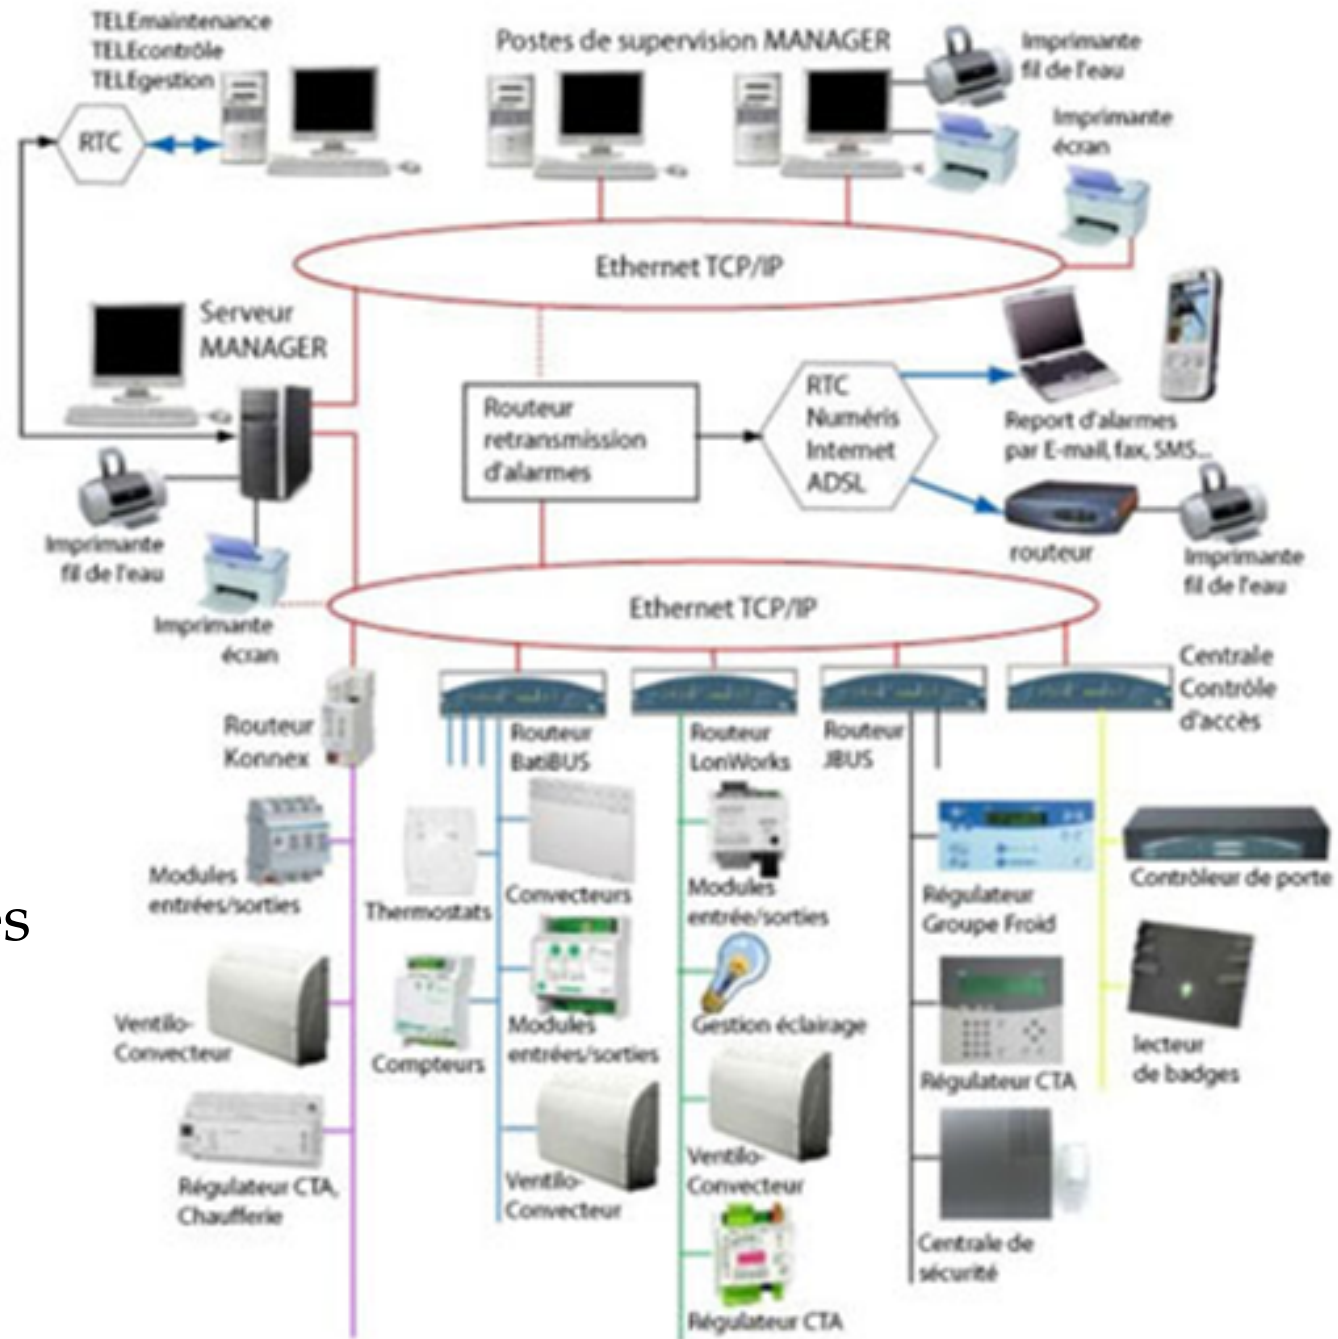 TELEmaintenance
TELEcontrôle
TELEgestion
RTC
Postes de supervision MANAGER
Imprimante
fil de l'eau
Imprimante
écran
Ethernet TCP/IP
Serveur
MANAGER
Routeur
retransmission
d'alarmes
RTC
Numéris
Internet
ADSL
Report d'alarmes
par E-mail, fax, SMS...
Imprimante
fil de l'eau
Imprimante
écran
routeur
Imprimante
fil de l'eau
Ethernet TCP/IP
Routeur
Konnex
Routeur
BatiBUS
Routeur
LonWorks
Routeur
JBUS
Centrale
Contrôle
d'accès
Modules
entrées/sorties
Ventilo-
Convecteur
Régulateur CTA,
Chaufferie
Thermostats
Convecteurs
Compteurs
Modules
entrées/sorties
Ventilo-
Convecteur
Modules
entrée/sorties
Gestion éclairage
Ventilo-
Convecteur
Régulateur CTA
Régulateur
Groupe Froid
Régulateur CTA
Centrale de
sécurité
Contrôleur de porte
lecteur
de badges